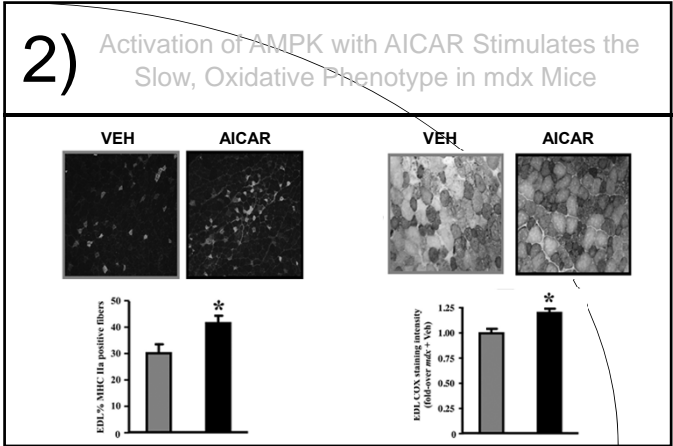 2)
Activation of AMPK with AICAR Stimulates the
Slow, Oxidative Phenotype in mdx Mice
VEH
AICAR
VEH
AICAR
EDL% MHC IIa positive fibers
50
40
30
20
10
0
*
EDL COX staining intensity
(fold-over mdx + Veh)
1.25
1.00
0.75
0.50
0.25
0
*